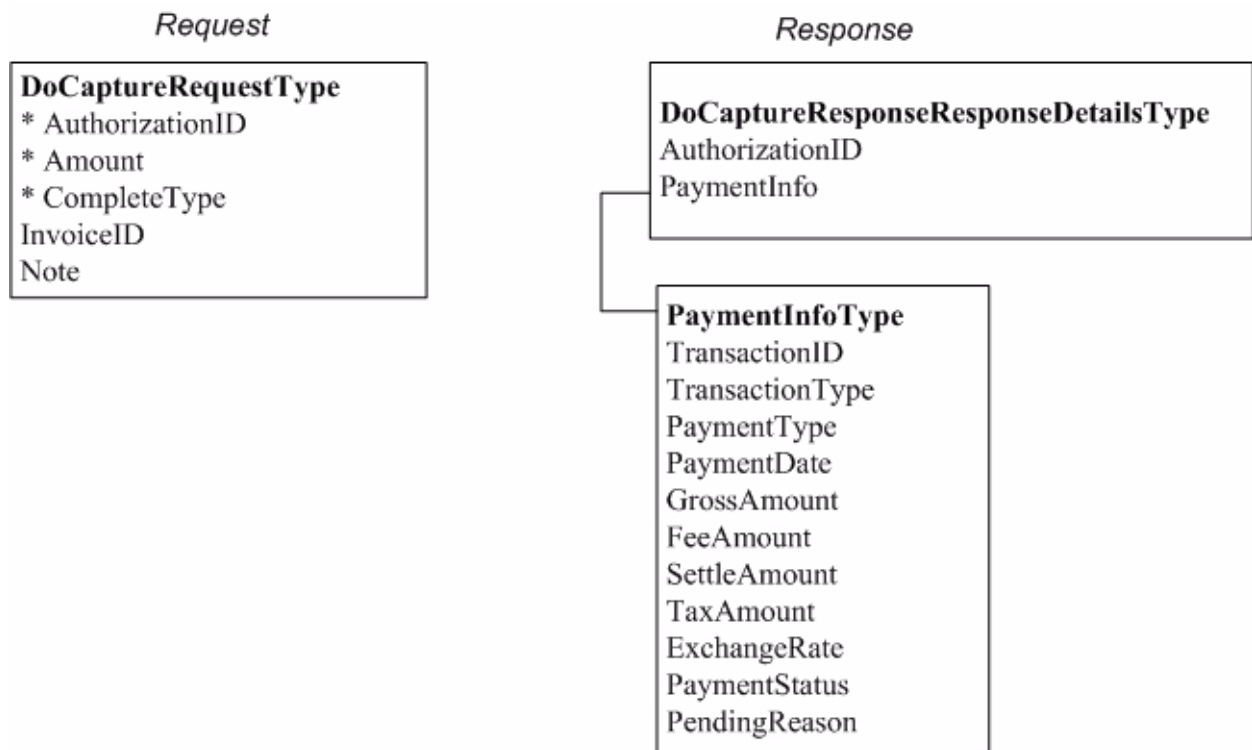 Request
DoCaptureRequestType
* AuthorizationID
* Amount
* CompleteType
InvoiceID
Note
Response
DoCaptureResponseResponseDetailsType
AuthorizationID
PaymentInfo
PaymentInfoType
TransactionID
TransactionType
PaymentType
PaymentDate
GrossAmount
FeeAmount
SettleAmount
TaxAmount
ExchangeRate
PaymentStatus
PendingReason